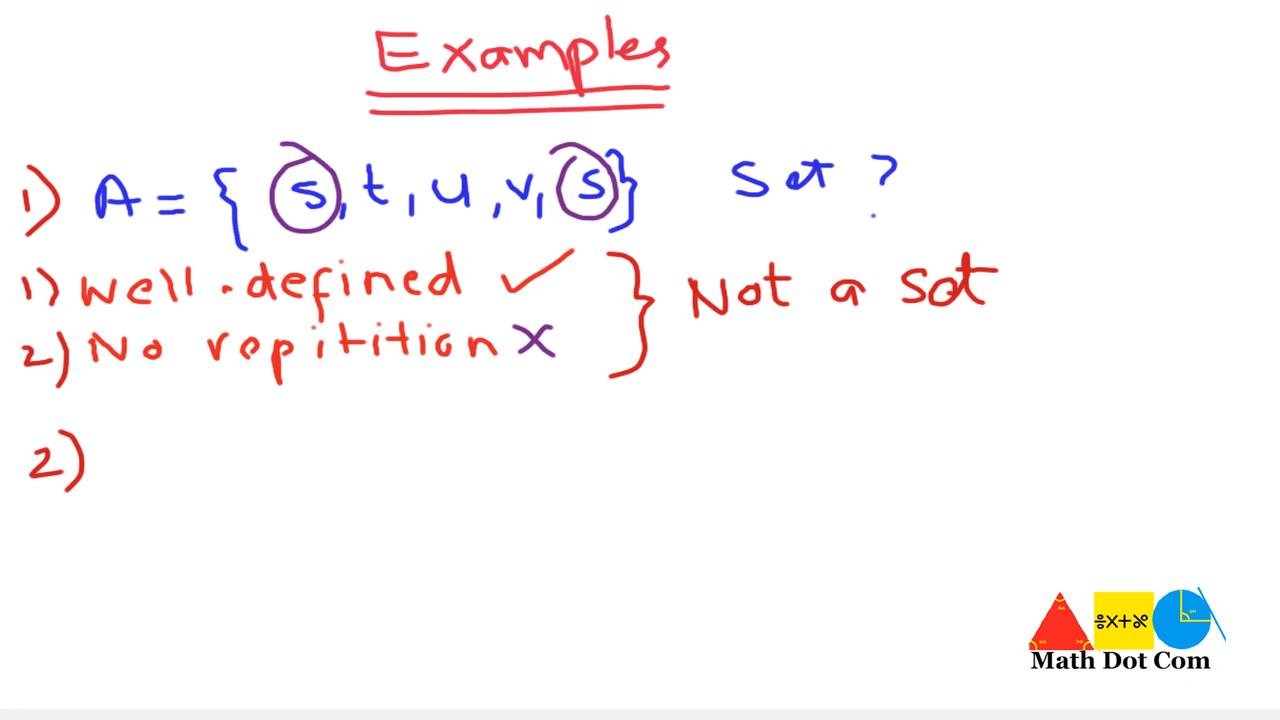 Examples
1) A = { s, t, u, v, s} Set ?
1) Well-defined ✓
2) No repitition X } Not a Set
2)
÷x+%
Math Dot Com